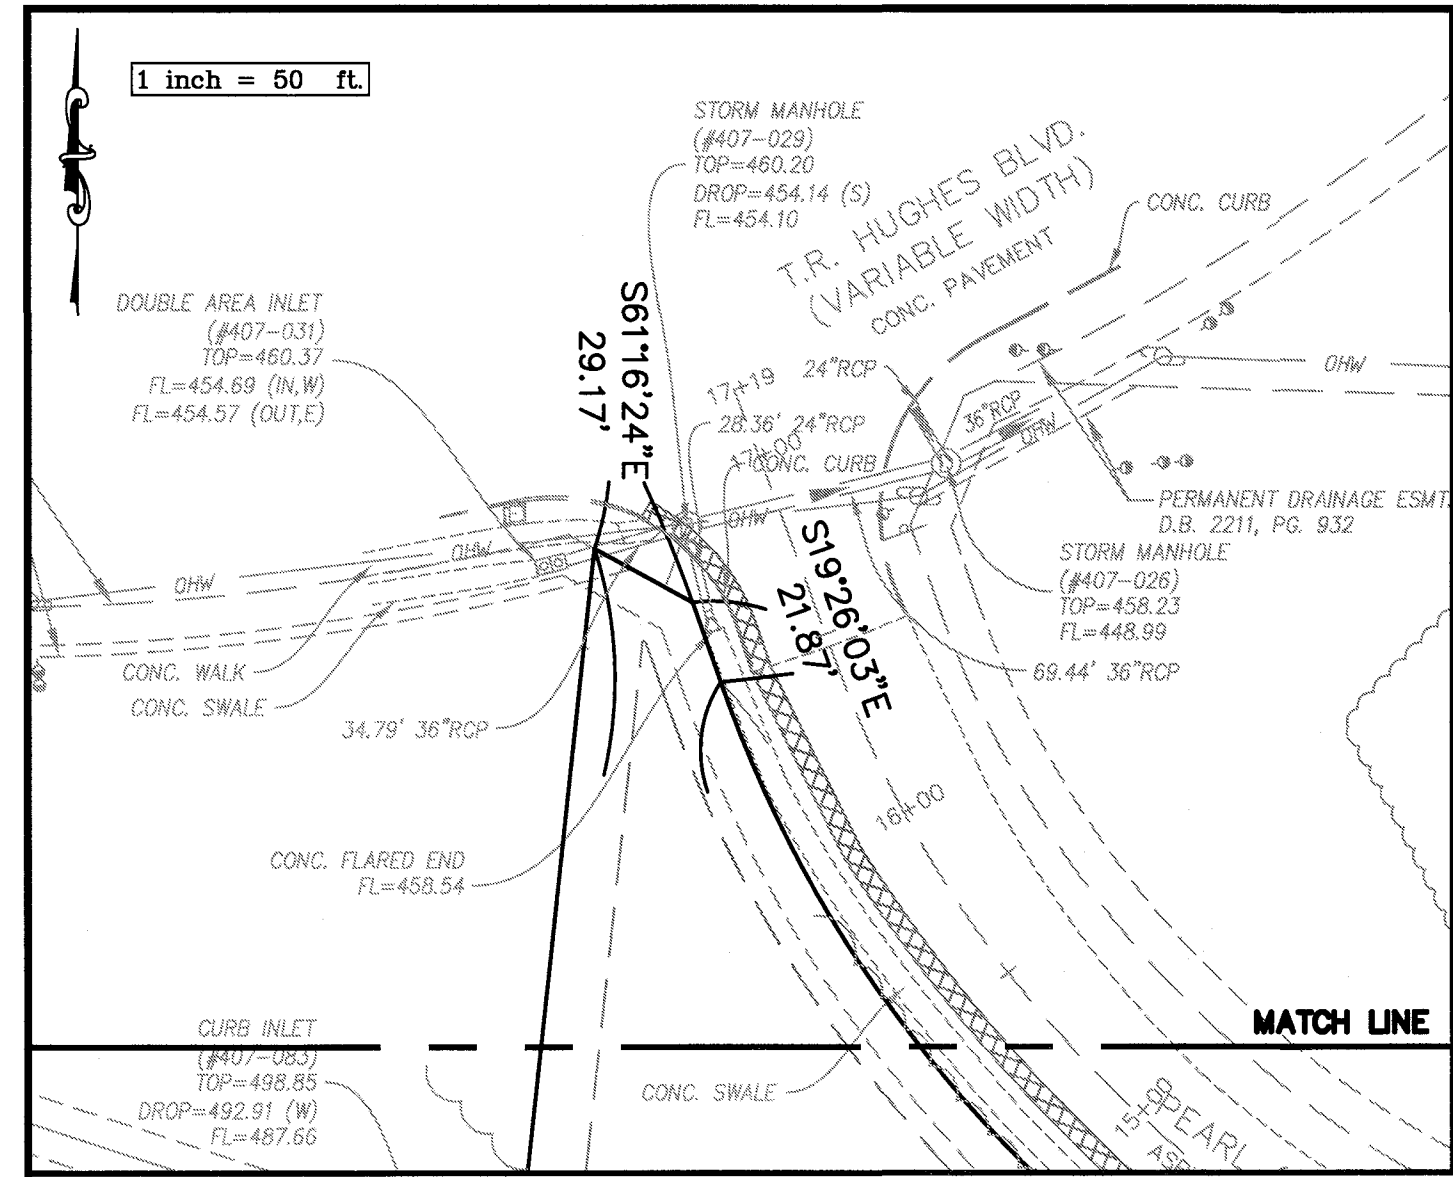 1 inch = 50 ft.
STORM MANHOLE
(#407-029)
TOP=460.20
DROP=454.14 (S)
FL=454.10
T.R. HUGHES BLVD.
(VARIABLE WIDTH)
CONC. PAVEMENT
CONC. CURB
DOUBLE AREA INLET
(#407-031)
TOP=460.37
FL=454.69 (IN,W)
FL=454.57 (OUT,E)
S61°16'24"E
29.17'
17+19
24"RCP
28.36' 24"RCP
17+00
CONC. CURB
36"RCP
OHW
OHW
OHW
OHW
OHW
OHW
PERMANENT DRAINAGE ESMT.
D.B. 2211, PG. 932
STORM MANHOLE
(#407-026)
TOP=458.23
FL=448.99
S19°26'03"E
21.87'
69.44' 36"RCP
CONC. WALK
CONC. SWALE
34.79' 36"RCP
16+00
CONC. FLARED END
FL=458.54
MATCH LINE
CURB INLET
(#407-083)
TOP=498.85
DROP=492.91 (W)
FL=487.66
CONC. SWALE
15+00
PEARL